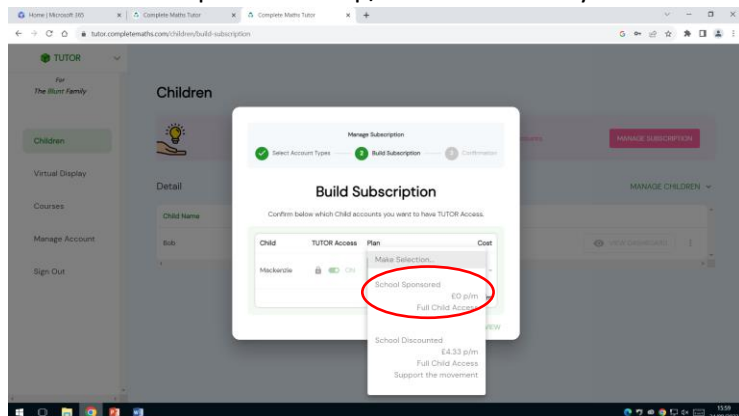 Home | Microsoft 365
Complete Maths Tutor
Complete Maths Tutor
tutor.completemaths.com/children/build-subscription
TUTOR
For
The Blunt Family
Children
Virtual Display
Courses
Manage Account
Sign Out
Children
MANAGE SUBSCRIPTION
Detail
MANAGE CHILDREN
Child Name
Bob
VIEW DASHBOARD
Manage Subscription
Select Account Types
2 Build Subscription
3 Confirmation
Build Subscription
Confirm below which Child accounts you want to have TUTOR Access.
Child TUTOR Access Plan Cost
Mackenzie ON
Make Selection...
School Sponsored
£0 p/m
Full Child Access
School Discounted
£4.33 p/m
Full Child Access
Support the movement
15:59